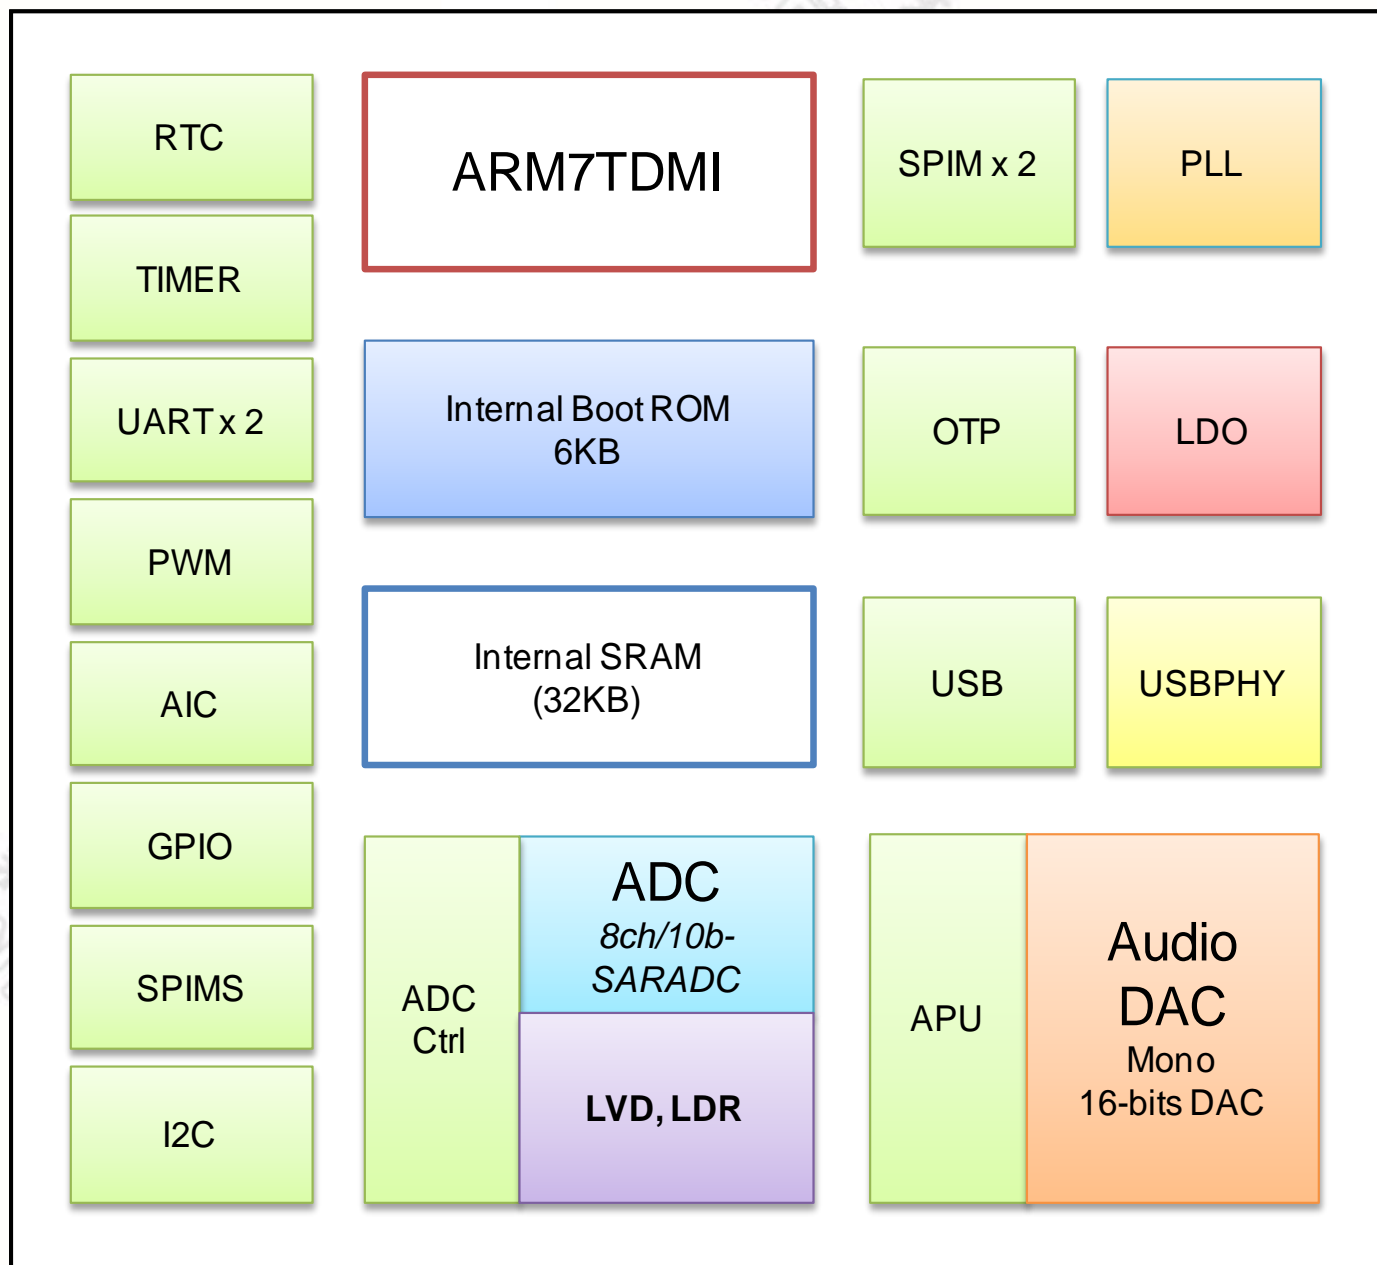 RTC
TIMER
UART x 2
PWM
AIC
GPIO
SPIMS
I2C
ARM7TDMI
Internal Boot ROM
6KB
Internal SRAM
(32KB)
ADC
Ctrl
ADC
8ch/10b-
SARADC
LVD, LDR
SPIM x 2
PLL
OTP
LDO
USB
USBPHY
APU
Audio
DAC
Mono
16-bits DAC